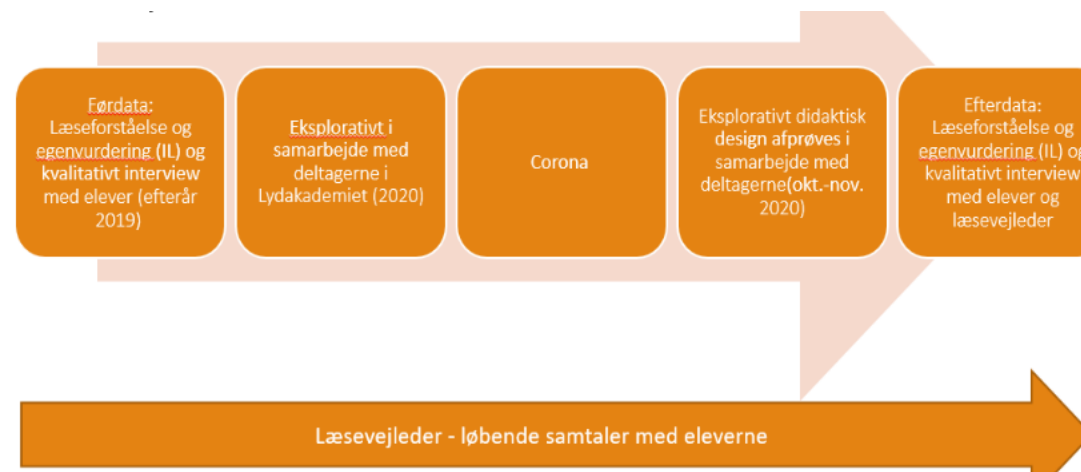 Førdata:
Læseforståelse og
egenvurdering (IL) og
kvalitativt interview
med elever (efterår
2019)
Eksplorativt i
samarbejde med
deltagerne i
Lydakademiet (2020)
Corona
Eksplorativt didaktisk
design afprøves i
samarbejde med
deltagerne(okt.-nov.
2020)
Efterdata:
Læseforståelse og
egenvurdering (IL) og
kvalitativt interview
med elever og
læsevejleder
Læsevejleder - løbende samtaler med eleverne